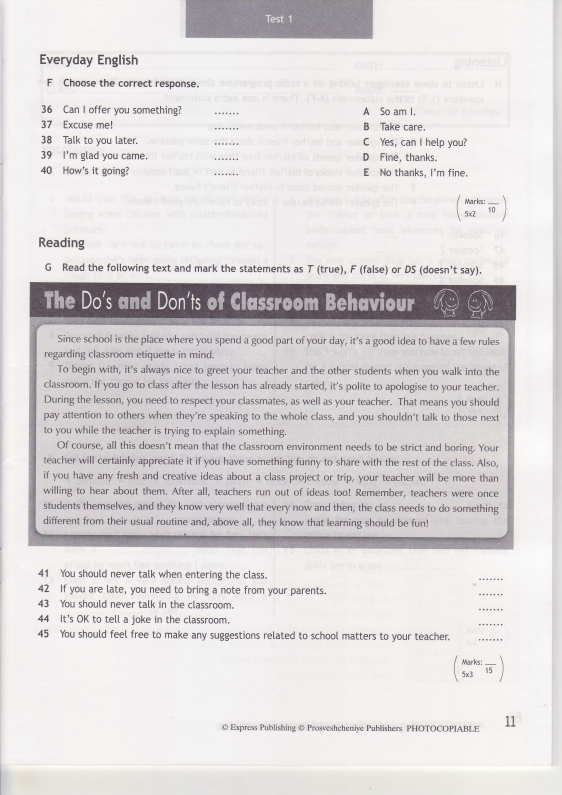 Test 1
Everyday English
F Choose the correct response.
36 Can I offer you something? ....... A So am I.
37 Excuse me! ....... B Take care.
38 Talk to you later. ....... C Yes, can I help you?
39 I'm glad you came. ....... D Fine, thanks.
40 How's it going? ....... E No thanks, I'm fine.
Marks: __
5x2 10
Reading
G Read the following text and mark the statements as T (true), F (false) or DS (doesn't say).
The Do's and Don'ts of Classroom Behaviour
Since school is the place where you spend a good part of your day, it's a good idea to have a few rules
regarding classroom etiquette in mind.
To begin with, it's always nice to greet your teacher and the other students when you walk into the
classroom. If you go to class after the lesson has already started, it's polite to apologise to your teacher.
During the lesson, you need to respect your classmates, as well as your teacher. That means you should
pay attention to others when they're speaking to the whole class, and you shouldn't talk to those next
to you while the teacher is trying to explain something.
Of course, all this doesn't mean that the classroom environment needs to be strict and boring. Your
teacher will certainly appreciate it if you have something funny to share with the rest of the class. Also,
if you have any fresh and creative ideas about a class project or trip, your teacher will be more than
willing to hear about them. After all, teachers run out of ideas too! Remember, teachers were once
students themselves, and they know very well that every now and then, the class needs to do something
different from their usual routine and, above all, they know that learning should be fun!
41 You should never talk when entering the class. .......
42 If you are late, you need to bring a note from your parents. .......
43 You should never talk in the classroom. .......
44 It's OK to tell a joke in the classroom. .......
45 You should feel free to make any suggestions related to school matters to your teacher. .......
Marks: __
5x3 15
© Express Publishing © Prosveshcheniye Publishers PHOTOCOPIABLE 11